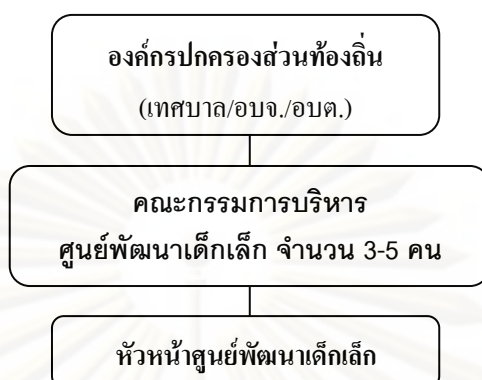 องค์กรปกครองส่วนท้องถิ่น
(เทศบาล/อบจ./อบต.)
คณะกรรมการบริหาร
ศูนย์พัฒนาเด็กเล็ก จำนวน 3-5 คน
หัวหน้าศูนย์พัฒนาเด็กเล็ก